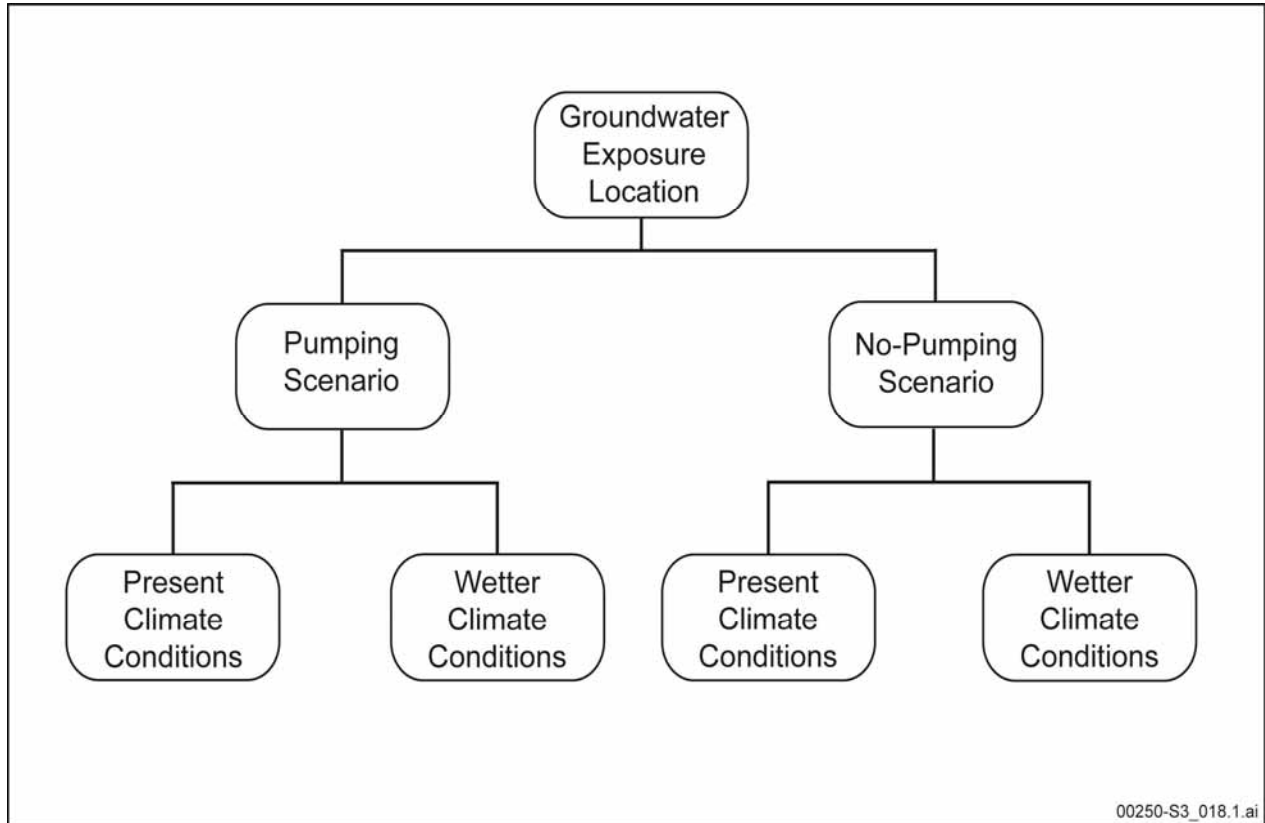 Groundwater
Exposure
Location
Pumping
Scenario
No-Pumping
Scenario
Present
Climate
Conditions
Wetter
Climate
Conditions
Present
Climate
Conditions
Wetter
Climate
Conditions
00250-S3_018.1.ai